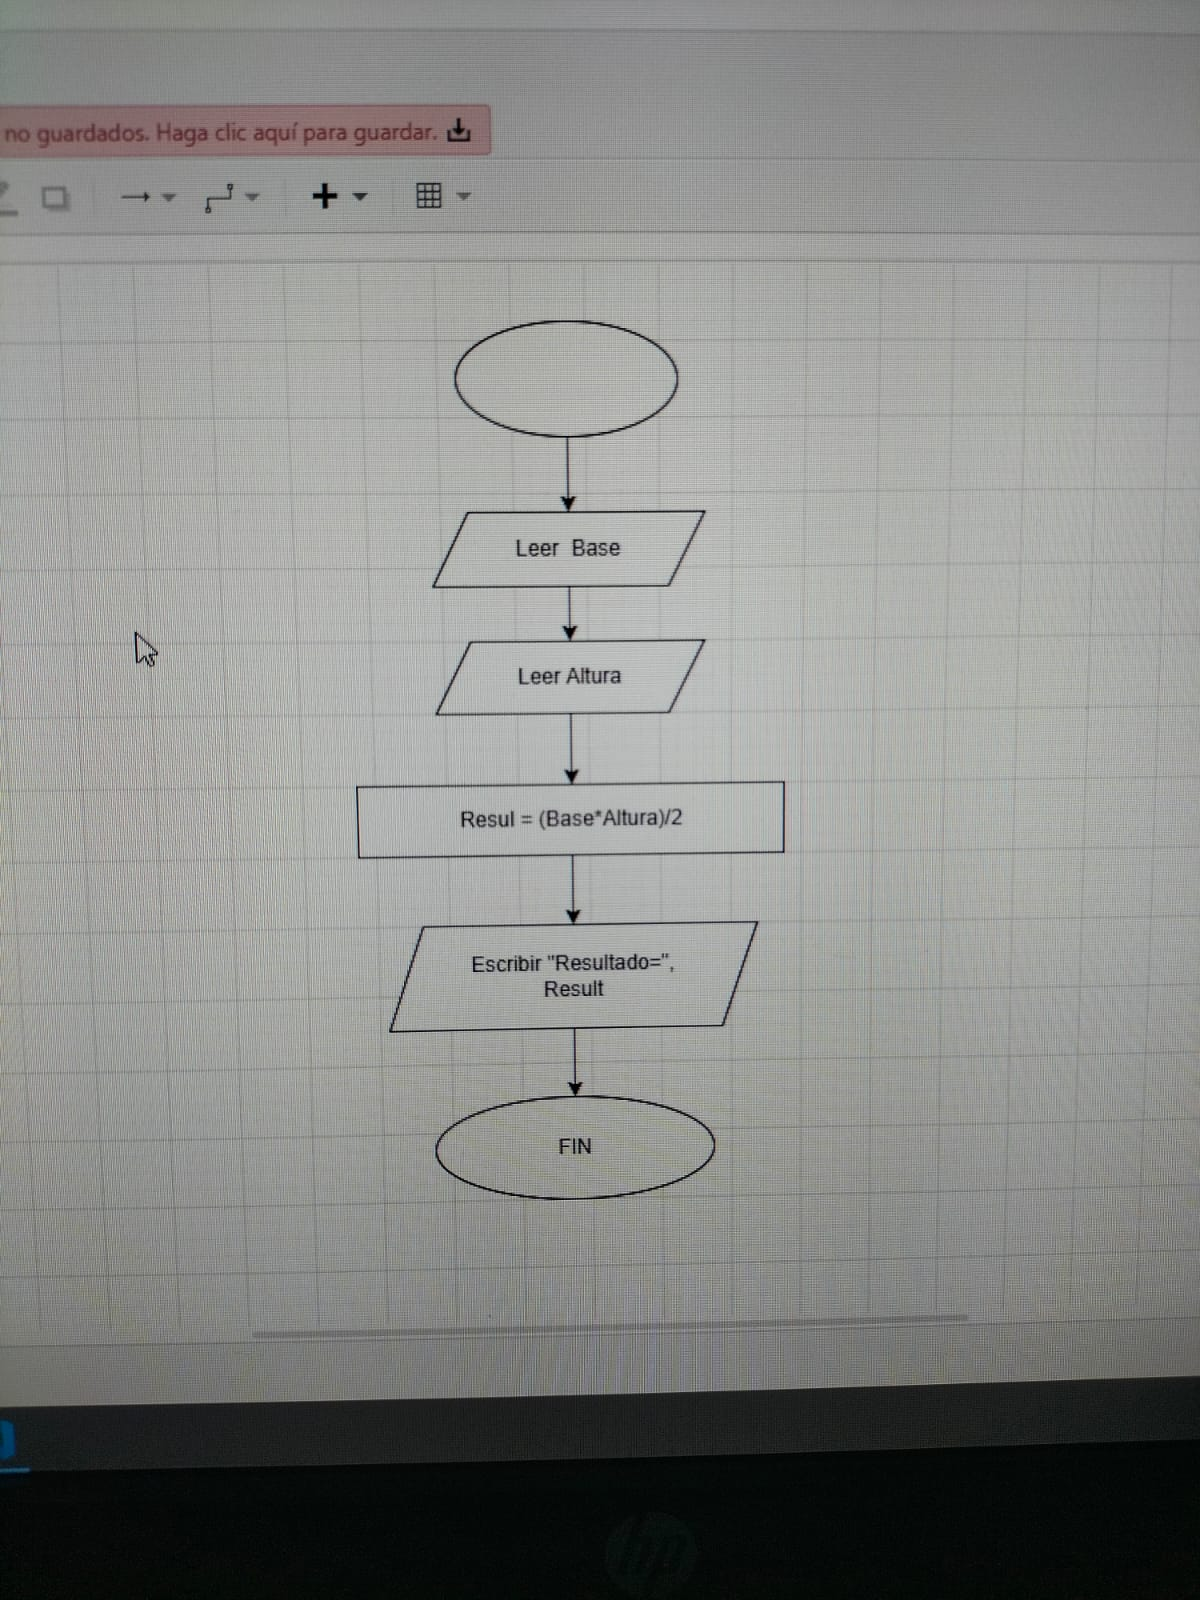 no guardados. Haga clic aquí para guardar.
Leer Base
Leer Altura
Resul = (Base*Altura)/2
Escribir "Resultado=",
Result
FIN
hp